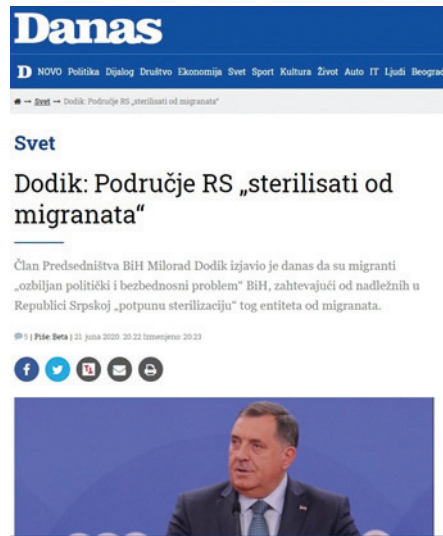 Danas
D NOVO Politika Dijalog Društvo Ekonomija Svet Sport Kultura Život Auto IT Ljudi Beograd
→ Svet → Dodik: Područje RS „sterilisati od migranata“
Svet
Dodik: Područje RS „sterilisati od
migranata“
Član Predsedništva BiH Milorad Dodik izjavio je danas da su migranti
„ozbiljan politički i bezbednosni problem“ BiH, zahtevajući od nadležnih u
Republici Srpskoj „potpunu sterilizaciju“ tog entiteta od migranata.
5 | Piše: Beta | 21. juna 2020. 20.22 Izmenjeno: 20.23